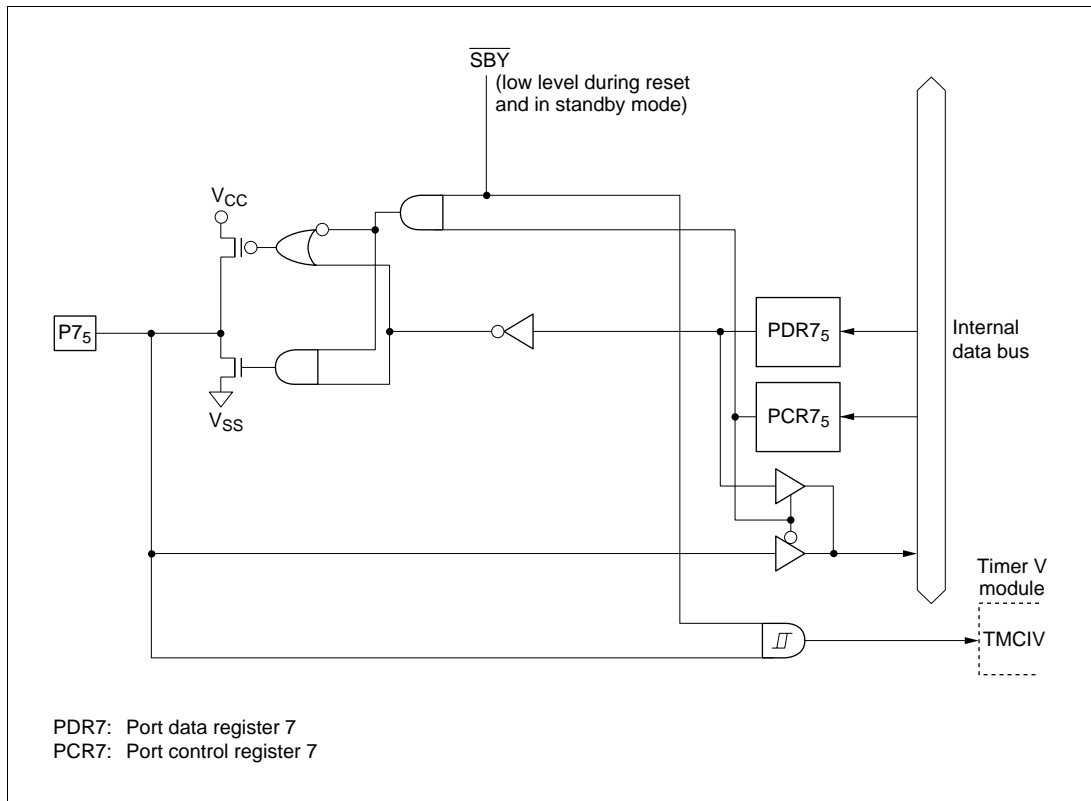 SBY
(low level during reset
and in standby mode)
VCC
P75
VSS
PDR75
PCR75
Internal
data bus
Timer V
module
TMCIV
PDR7: Port data register 7
PCR7: Port control register 7